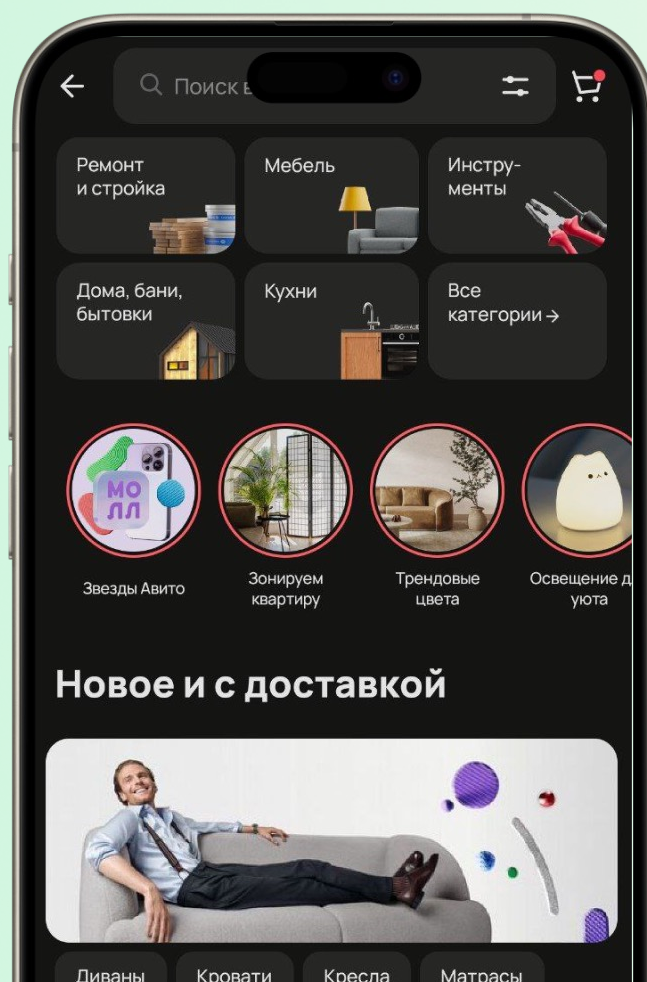 Поиск
Ремонт
и стройка
Мебель
Инстру-
менты
Дома, бани,
бытовки
Кухни
Все
категории →
МО
ЛЛ
Звезды Авито
Зонируем
квартиру
Трендовые
цвета
Освещение д
уюта
Новое и с доставкой
Диваны
Кровати
Кресла
Матрасы